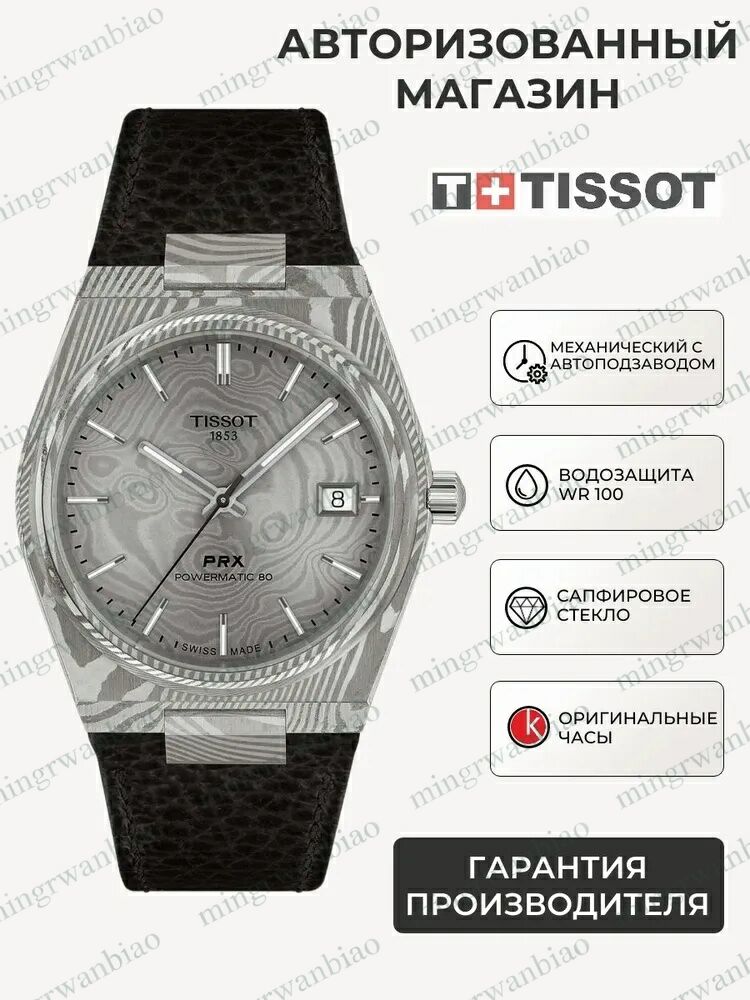 АВТОРИЗОВАННЫЙ
МАГАЗИН
T+TISSOT
МЕХАНИЧЕСКИЙ С
АВТОПОДЗАВОДОМ
ВОДОЗАЩИТА
WR 100
САПФИРОВОЕ
СТЕКЛО
ОРИГИНАЛЬНЫЕ
ЧАСЫ
ГАРАНТИЯ
ПРОИЗВОДИТЕЛЯ
TISSOT
1853
8
PRX
POWERMATIC 80
SWISS MADE
k
mingrwanbiao